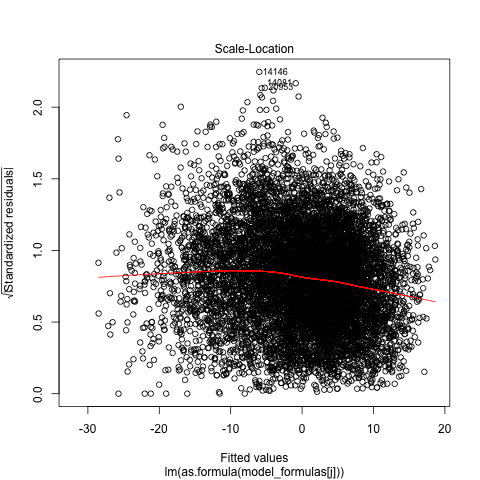 Scale-Location
14146
14081
20953
√|Standardized residuals|
2.0
1.5
1.0
0.5
0.0
-30 -20 -10 0 10 20
Fitted values
lm(as.formula(model_formulas[j]))